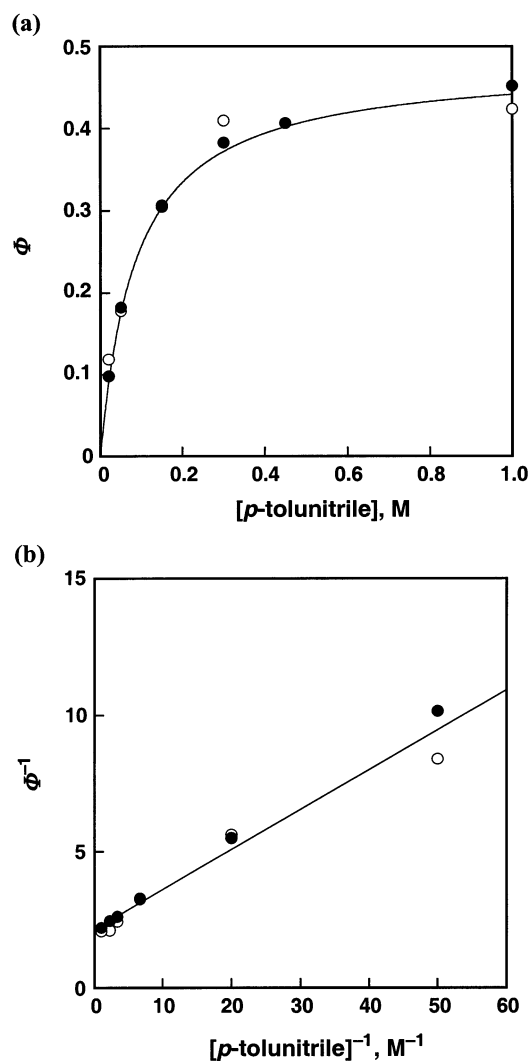 (a)
0.5
0.4
0.3
0.2
0.1
0
Φ
0 0.2 0.4 0.6 0.8 1.0
[p-tolunitrile], M
(b)
15
10
5
0
Φ⁻¹
0 10 20 30 40 50 60
[p-tolunitrile]⁻¹, M⁻¹